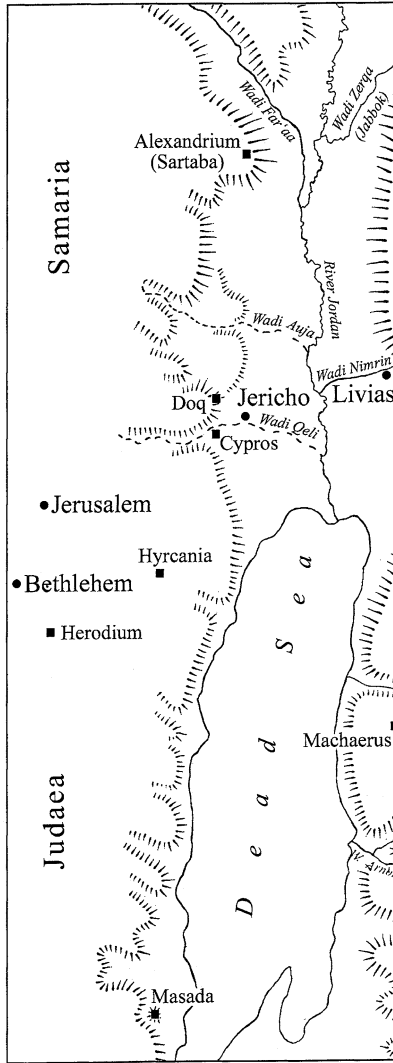 Wadi Far'aa
Wadi Zerqa
(Jabbok)
Alexandrium
(Sartaba)
Samaria
River Jordan
Wadi Auja
Wadi Nimrin
Doq
Jericho
Livias
Wadi Qeli
Cypros
Jerusalem
Hyrcania
Bethlehem
Herodium
Dead Sea
Machaerus
Judaea
Masada